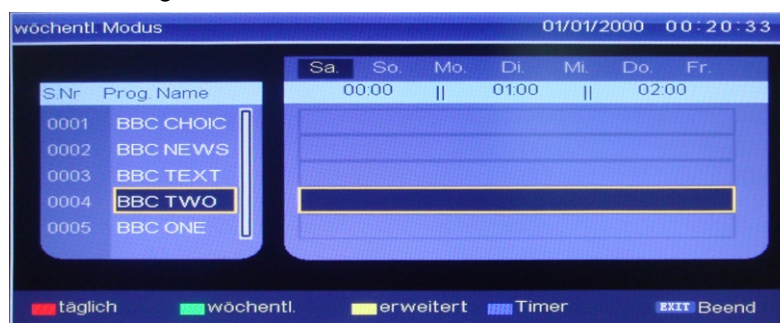 wöchentl. Modus 01/01/2000 00:20:33
Sa. So. Mo. Di. Mi. Do. Fr.
S.Nr Prog. Name 00:00 || 01:00 || 02:00
0001 BBC CHOIC
0002 BBC NEWS
0003 BBC TEXT
0004 BBC TWO
0005 BBC ONE
täglich wöchentl. erweitert Timer EXIT Beend